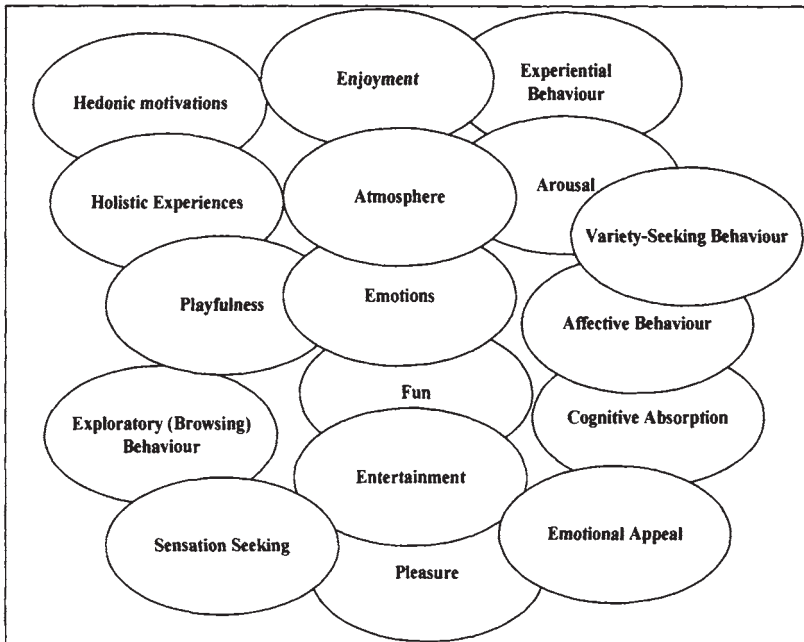 Hedonic motivations
Enjoyment
Experiential
Behaviour
Holistic Experiences
Atmosphere
Arousal
Variety-Seeking Behaviour
Playfulness
Emotions
Affective Behaviour
Fun
Exploratory (Browsing)
Behaviour
Cognitive Absorption
Entertainment
Sensation Seeking
Emotional Appeal
Pleasure